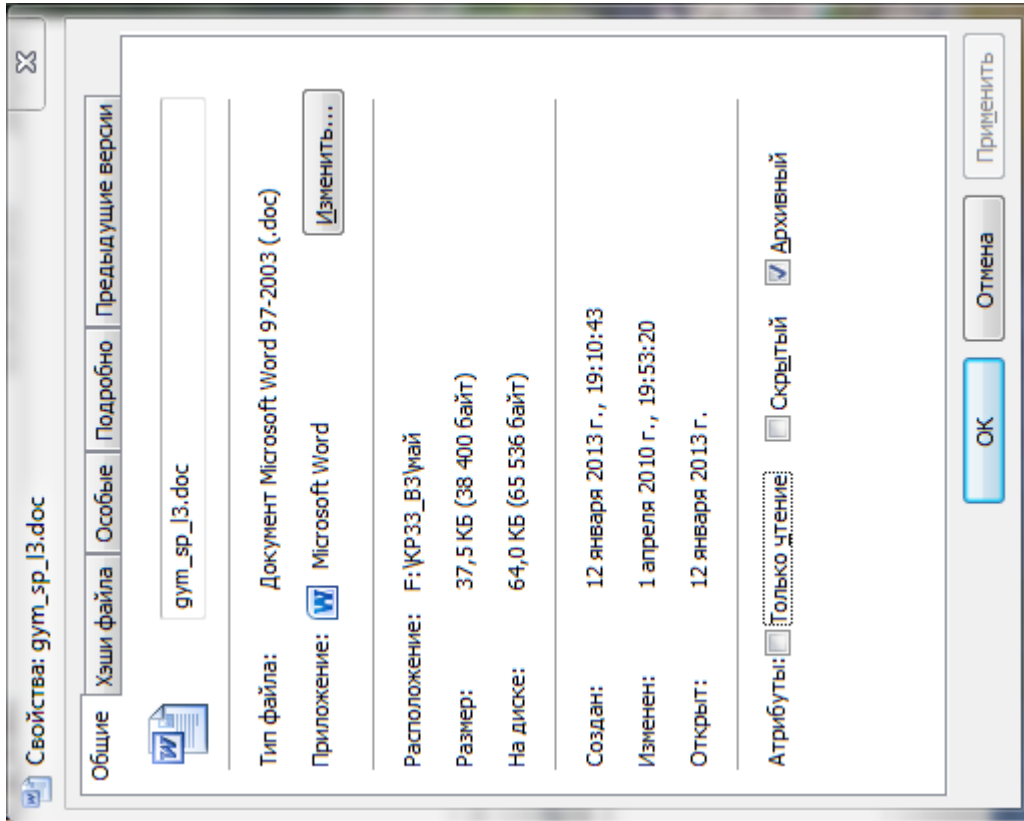 Свойства: gym_sp_l3.doc
Общие Хэши файла Особые Подробно Предыдущие версии
gym_sp_l3.doc
Тип файла: Документ Microsoft Word 97-2003 (.doc)
Приложение: Microsoft Word Изменить...
Расположение: F:\КР33_В3\май
Размер: 37,5 КБ (38 400 байт)
На диске: 64,0 КБ (65 536 байт)
Создан: 12 января 2013 г., 19:10:43
Изменен: 1 апреля 2010 г., 19:53:20
Открыт: 12 января 2013 г.
Атрибуты: Только чтение Скрытый Архивный
ОК Отмена Применить